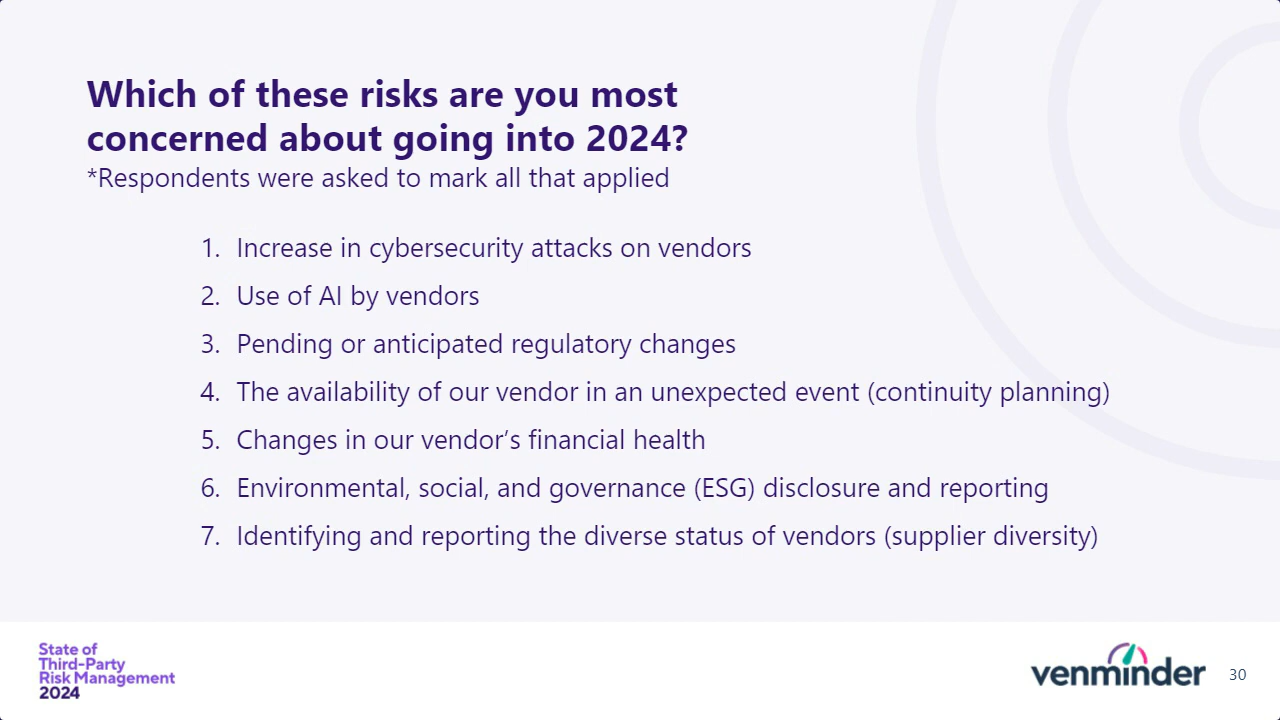 Which of these risks are you most
concerned about going into 2024?
*Respondents were asked to mark all that applied
1. Increase in cybersecurity attacks on vendors
2. Use of AI by vendors
3. Pending or anticipated regulatory changes
4. The availability of our vendor in an unexpected event (continuity planning)
5. Changes in our vendor’s financial health
6. Environmental, social, and governance (ESG) disclosure and reporting
7. Identifying and reporting the diverse status of vendors (supplier diversity)
State of
Third-Party
Risk Management
2024
venminder
30